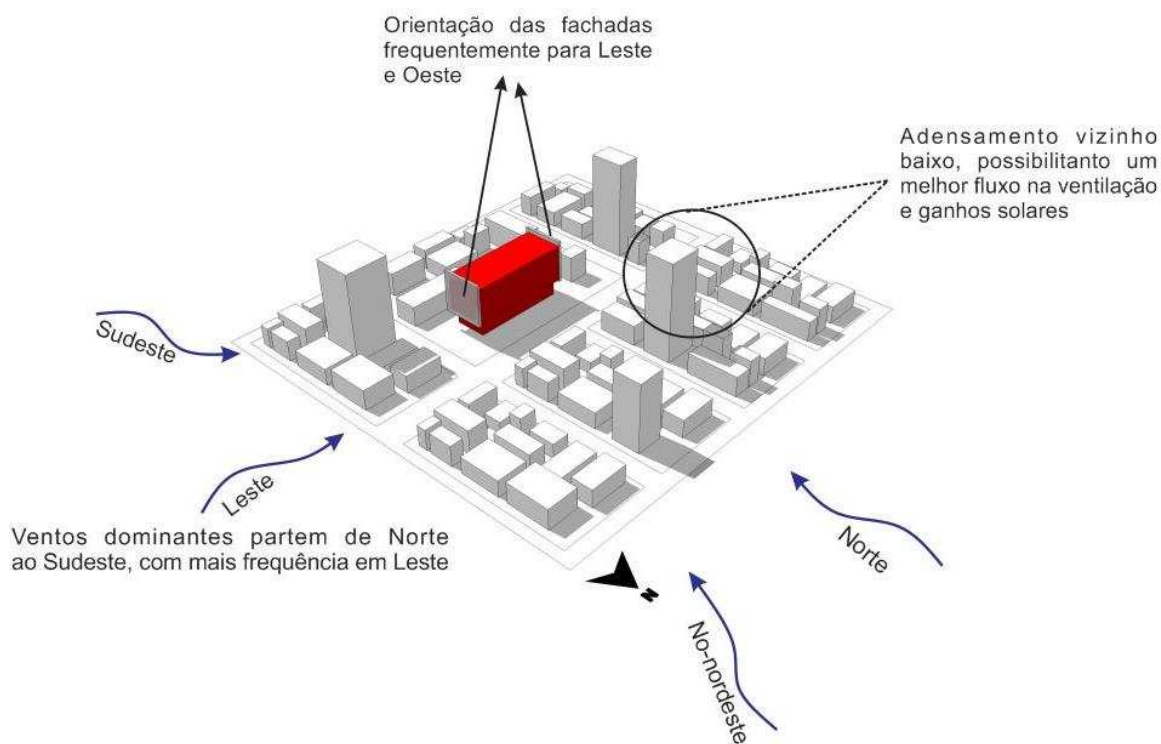 Orientação das fachadas
frequentemente para Leste
e Oeste
Adensamento vizinho
baixo, possibilitanto um
melhor fluxo na ventilação
e ganhos solares
Sudeste
Leste
Ventos dominantes partem de Norte
ao Sudeste, com mais frequência em Leste
Norte
N
No-nordeste